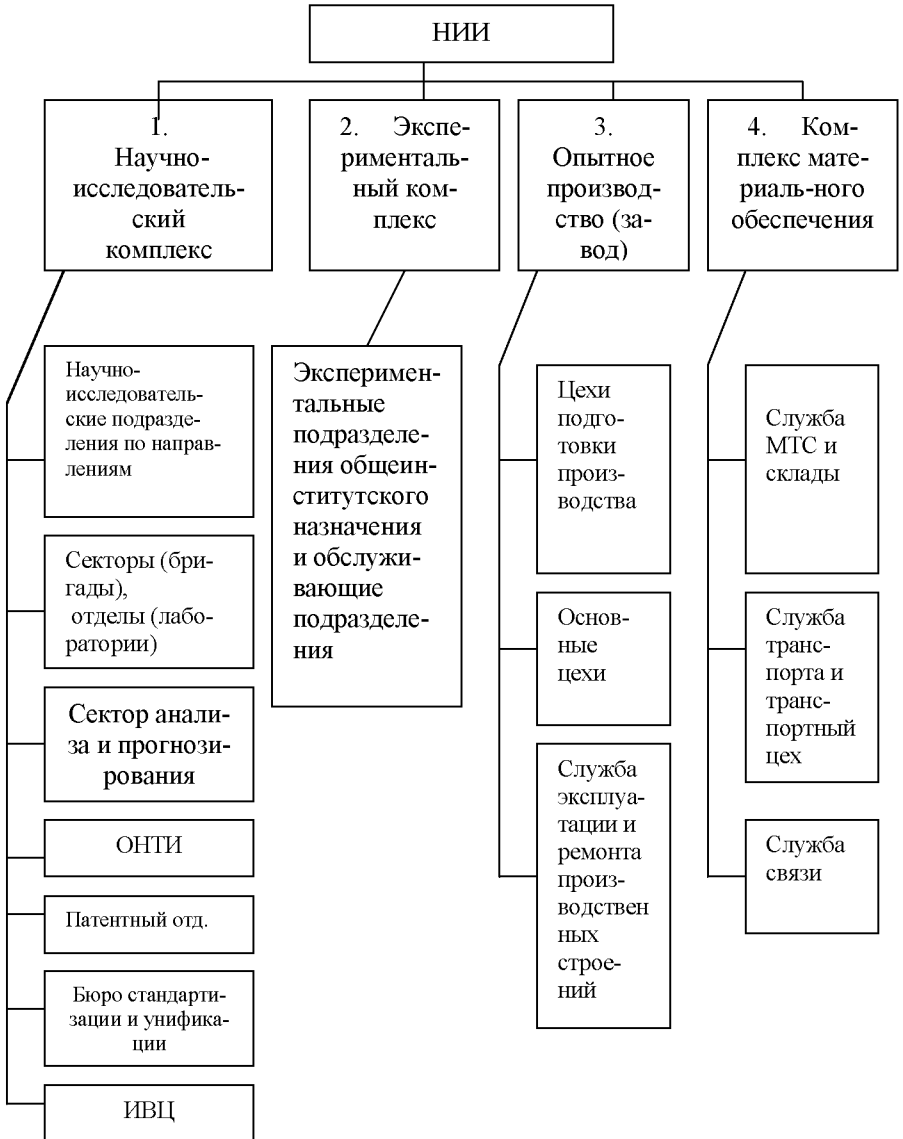 НИИ
1.
Научно-
исследователь-
ский
комплекс
2. Экспе-
рименталь-
ный ком-
плекс
3.
Опытное
производ-
ство (за-
вод)
4. Ком-
плекс мате-
риаль-ного
обеспечения
Научно-
исследователь-
ские подразде-
ления по направ-
лениям
Секторы (бри-
гады),
отделы (лабо-
ратории)
Сектор анали-
за и прогнози-
рования
ОНТИ
Патентный отд.
Бюро стандарти-
зации и унифика-
ции
ИВЦ
Эксперимен-
тальные
подразделе-
ния общеин-
ститутского
назначения
и обслужи-
вающие
подразделе-
ния
Цехи
подго-
товки
произ-
водства
Основ-
ные
цехи
Служба
эксплуа-
тации и
ремонта
произ-
водствен
ных
строе-
ний
Служба
МТС и
склады
Служба
транс-
порта и
транс-
портный
цех
Служба
связи